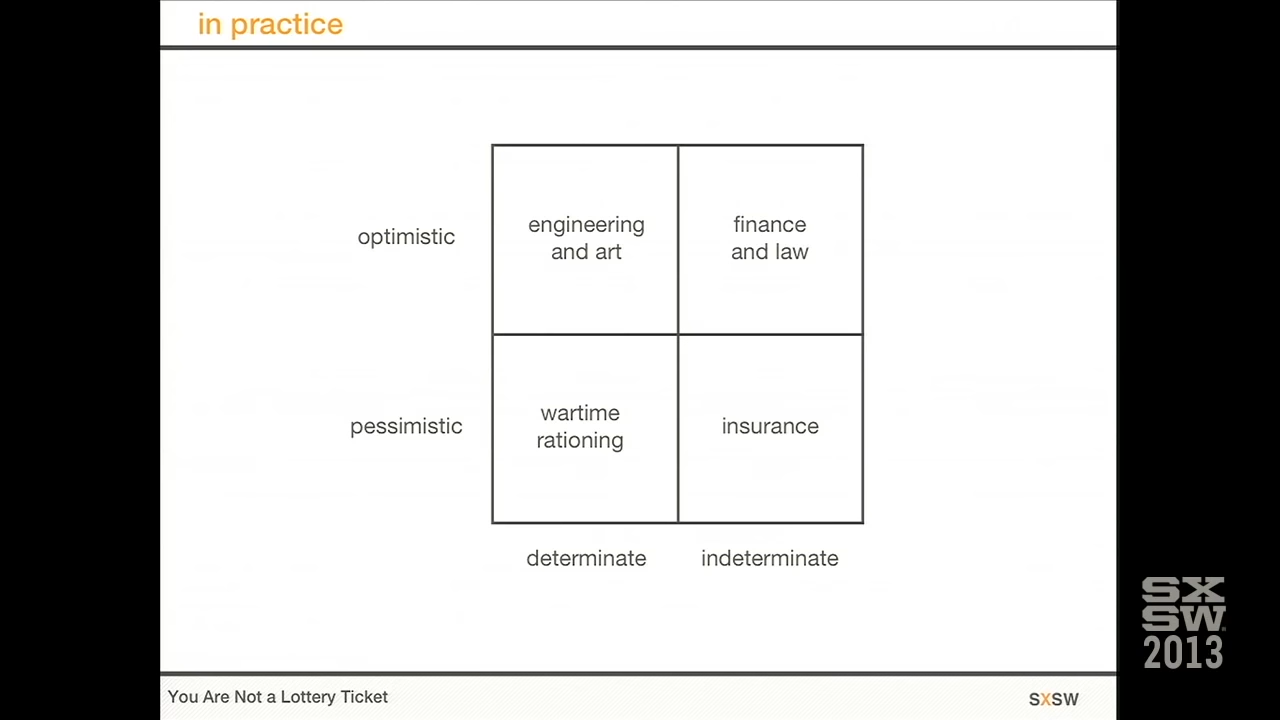 in practice
optimistic
engineering
and art
finance
and law
pessimistic
wartime
rationing
insurance
determinate
indeterminate
You Are Not a Lottery Ticket
SXSW
SX
SW.
2013